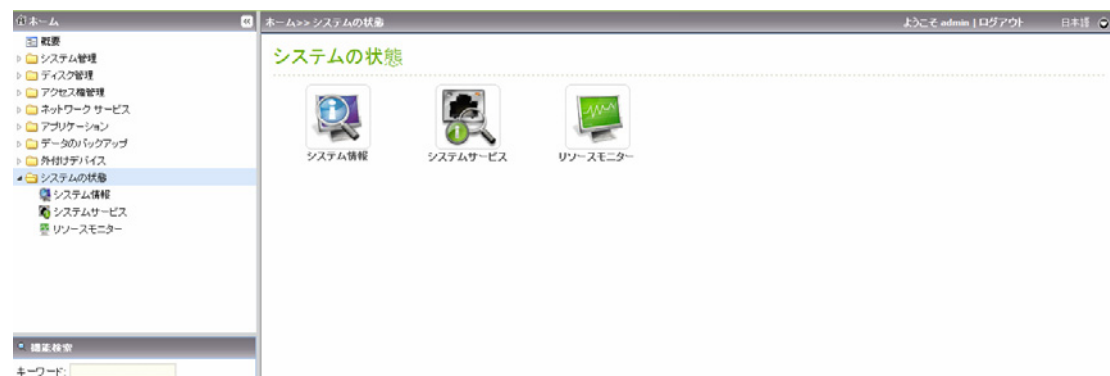 ホーム
ホーム>> システムの状態
ようこそ admin | ログアウト
日本語
概要
システム管理
ディスク管理
アクセス権管理
ネットワーク サービス
アプリケーション
データのバックアップ
外付けデバイス
システムの状態
システム情報
システムサービス
リソースモニター
システムの状態
システム情報
システムサービス
リソースモニター
機能検索
キーワード: